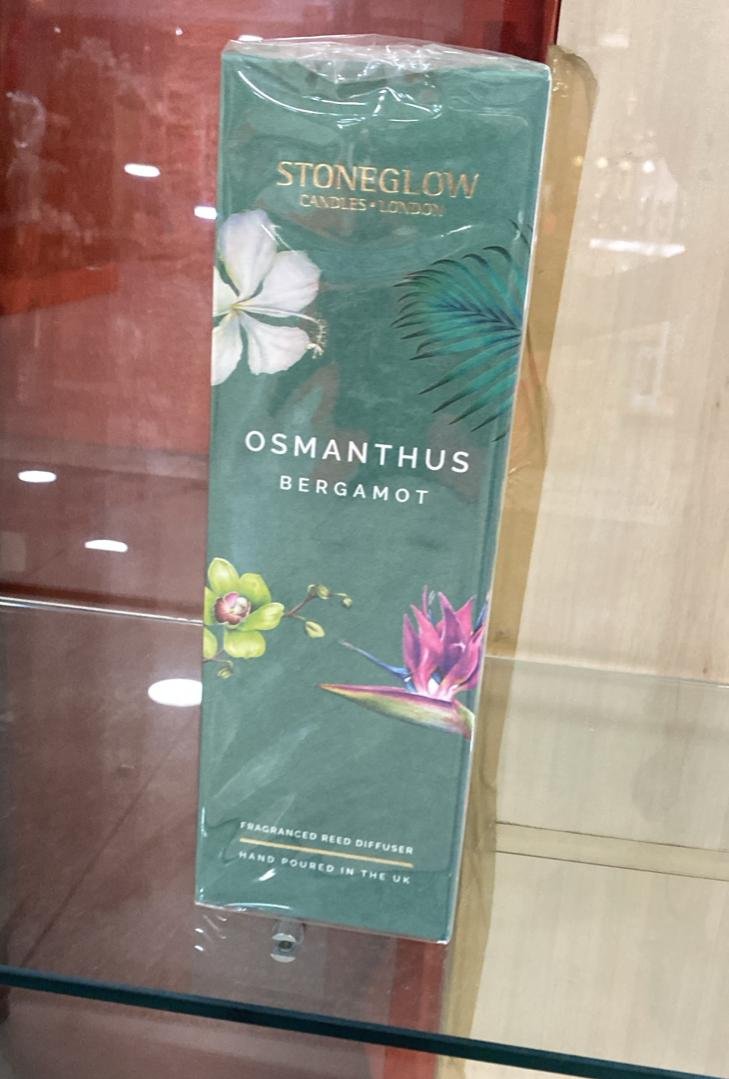 STONEGLOW
CANDLES • LONDON
OSMANTHUS
BERGAMOT
FRAGRANCED REED DIFFUSER
HAND POURED IN THE UK